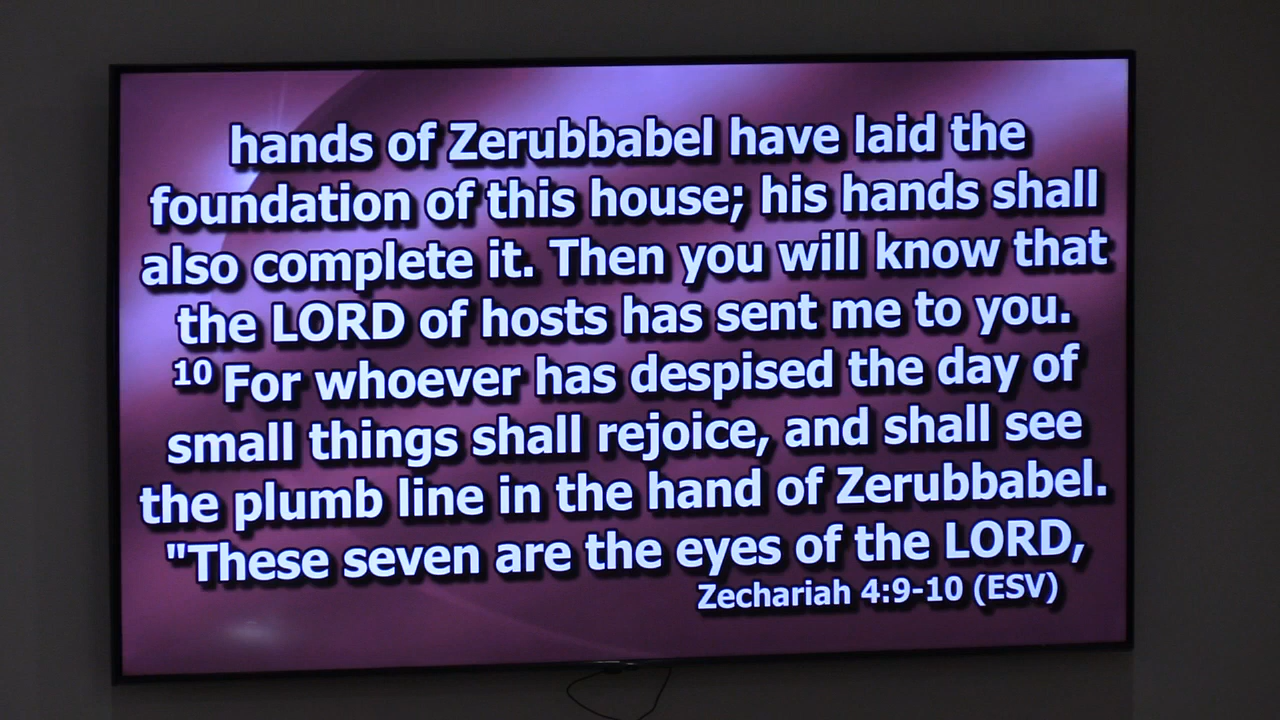 hands of Zerubbabel have laid the
foundation of this house; his hands shall
also complete it. Then you will know that
the LORD of hosts has sent me to you.
10 For whoever has despised the day of
small things shall rejoice, and shall see
the plumb line in the hand of Zerubbabel.
"These seven are the eyes of the LORD,
Zechariah 4:9-10 (ESV)